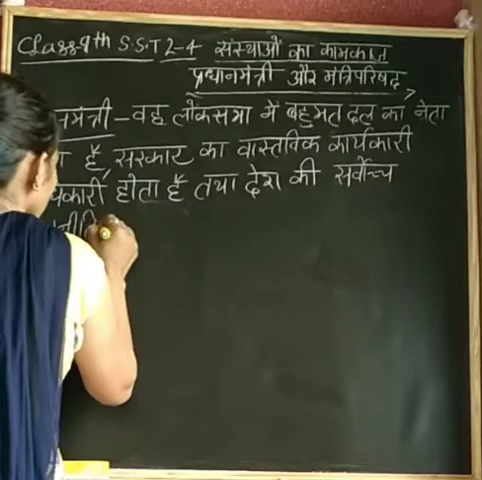 Class 9th S.S.T 2-4 संस्थाओं का कामकाज
प्रधानमंत्री और मंत्रिपरिषद
नमंत्री - वह लोकसभा में बहुमत दल का नेता
है, सरकार का वास्तविक कार्यकारी
कारी होता है तथा देश की सर्वोच्च